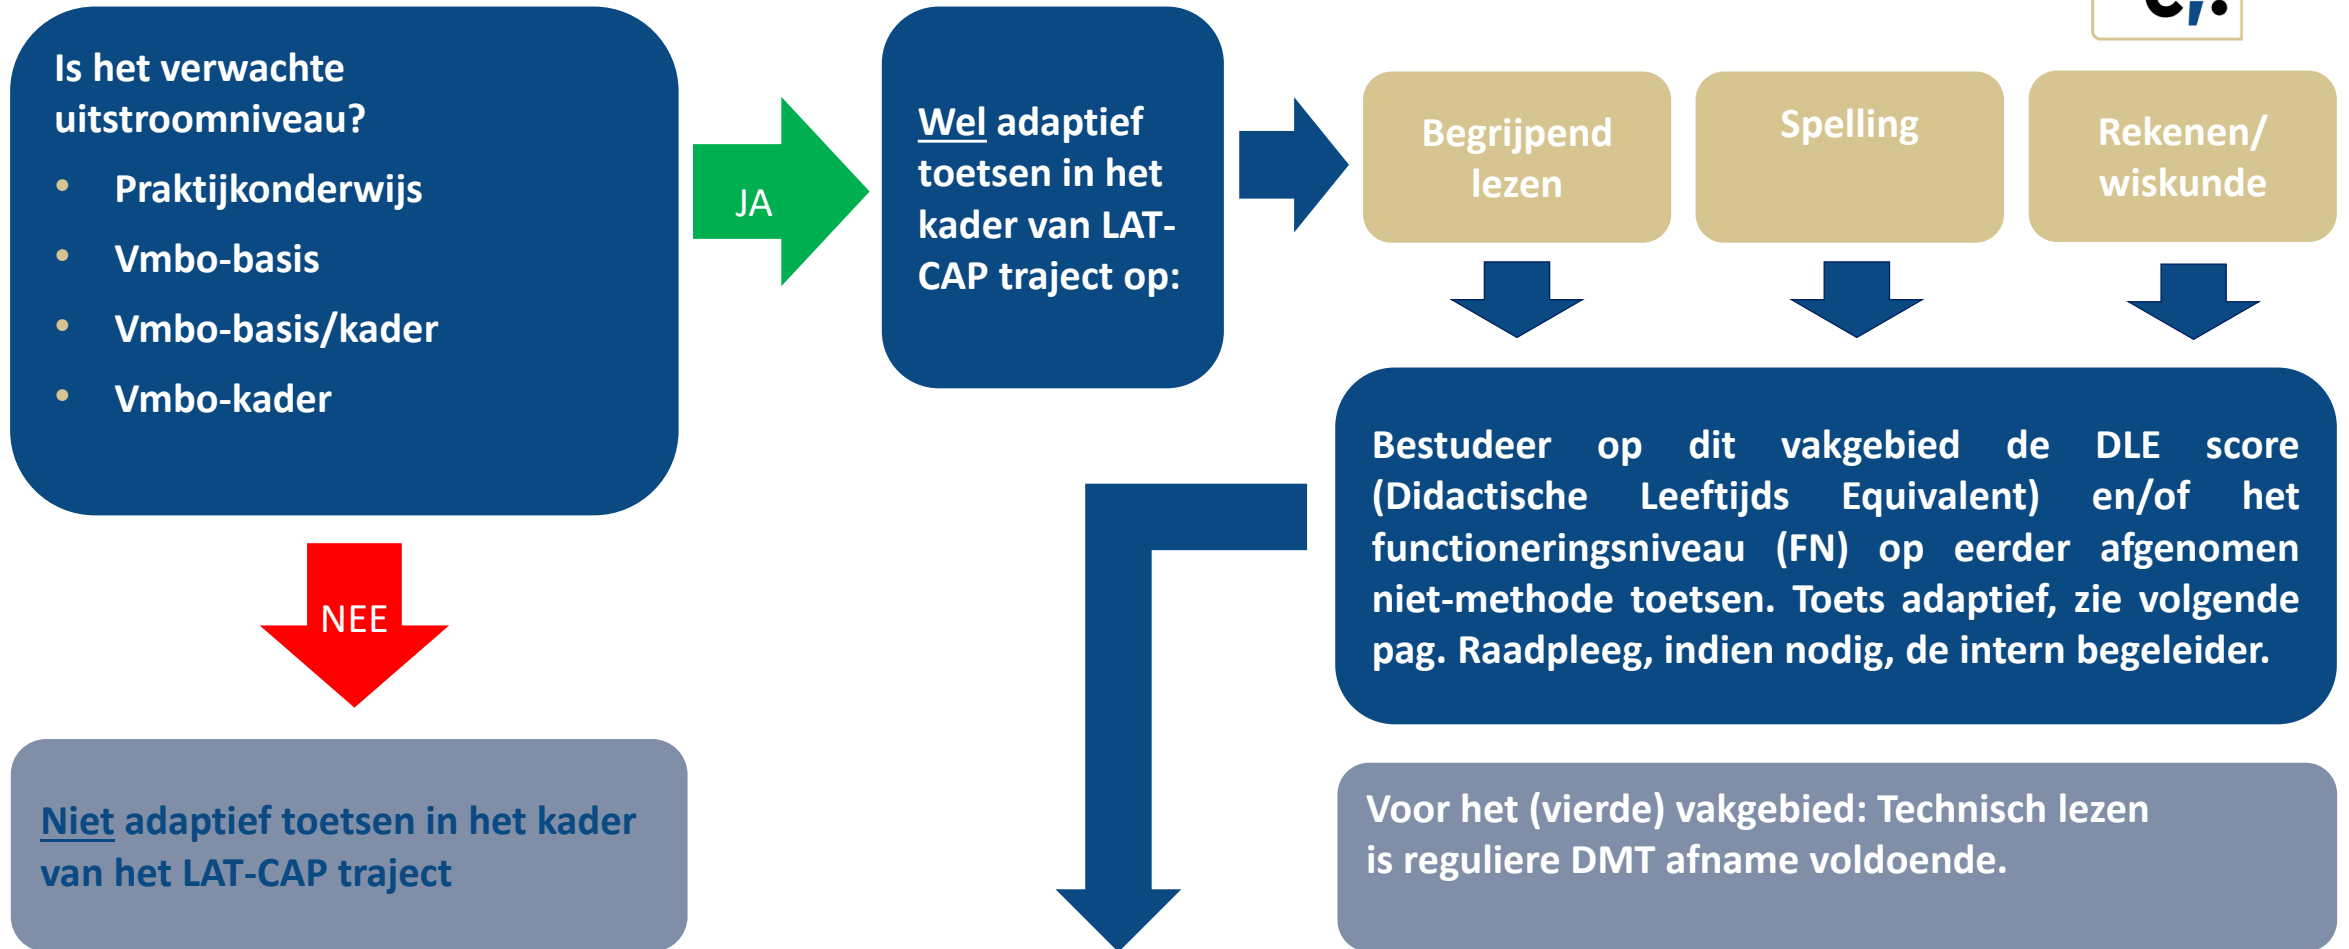 Is het verwachte
uitstroomniveau?
• Praktijkonderwijs
• Vmbo-basis
• Vmbo-basis/kader
• Vmbo-kader
JA
Wel adaptief
toetsen in het
kader van LAT-
CAP traject op:
Begrijpend
lezen
Spelling
Rekenen/
wiskunde
Bestudeer op dit vakgebied de DLE score
(Didactische Leeftijds Equivalent) en/of het
functioneringsniveau (FN) op eerder afgenomen
niet-methode toetsen. Toets adaptief, zie volgende
pag. Raadpleeg, indien nodig, de intern begeleider.
NEE
Niet adaptief toetsen in het kader
van het LAT-CAP traject
Voor het (vierde) vakgebied: Technisch lezen
is reguliere DMT afname voldoende.